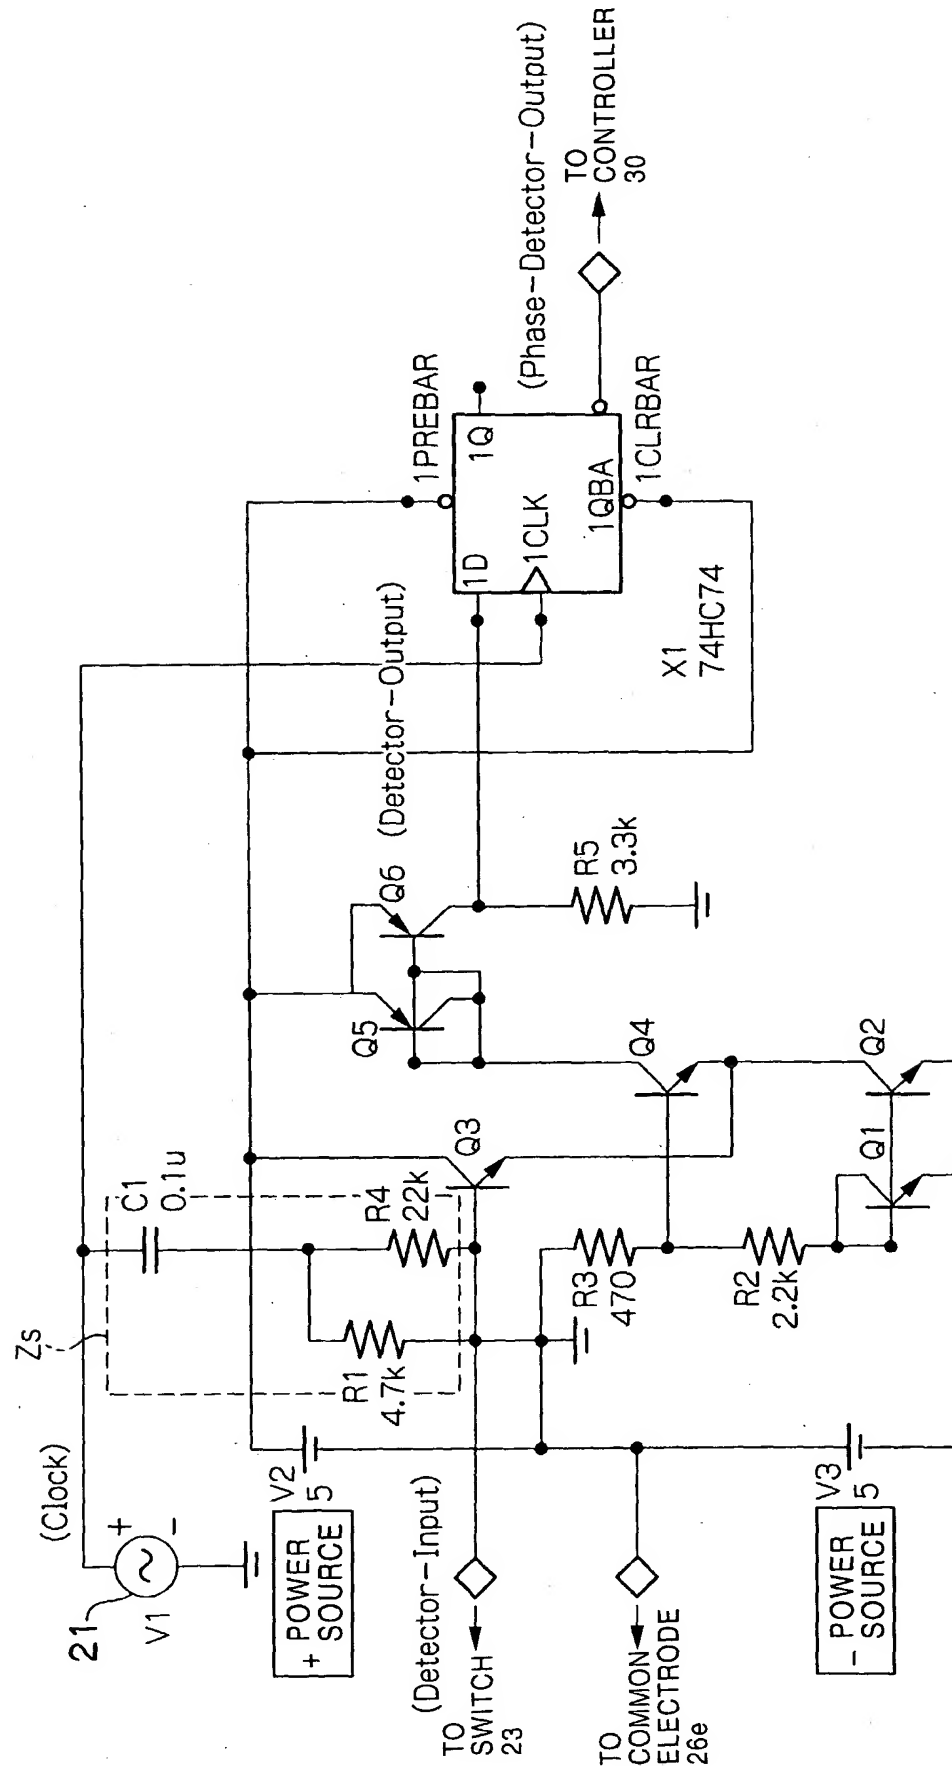 21
V1
(Clock)
Zs
+ POWER
SOURCE
V2
5
C1
0.1u
R4
22k
R1
4.7k
Q3
Q5
Q6
(Detector-Output)
1PREBAR
1D
1Q
1CLK
1QBA
1CLRBAR
X1
74HC74
(Phase-Detector-Output)
TO
CONTROLLER
30
R5
3.3k
(Detector-Input)
TO
SWITCH
23
R3
470
Q4
R2
2.2k
Q1
Q2
TO
COMMON
ELECTRODE
26e
- POWER
SOURCE
V3
5
+
-